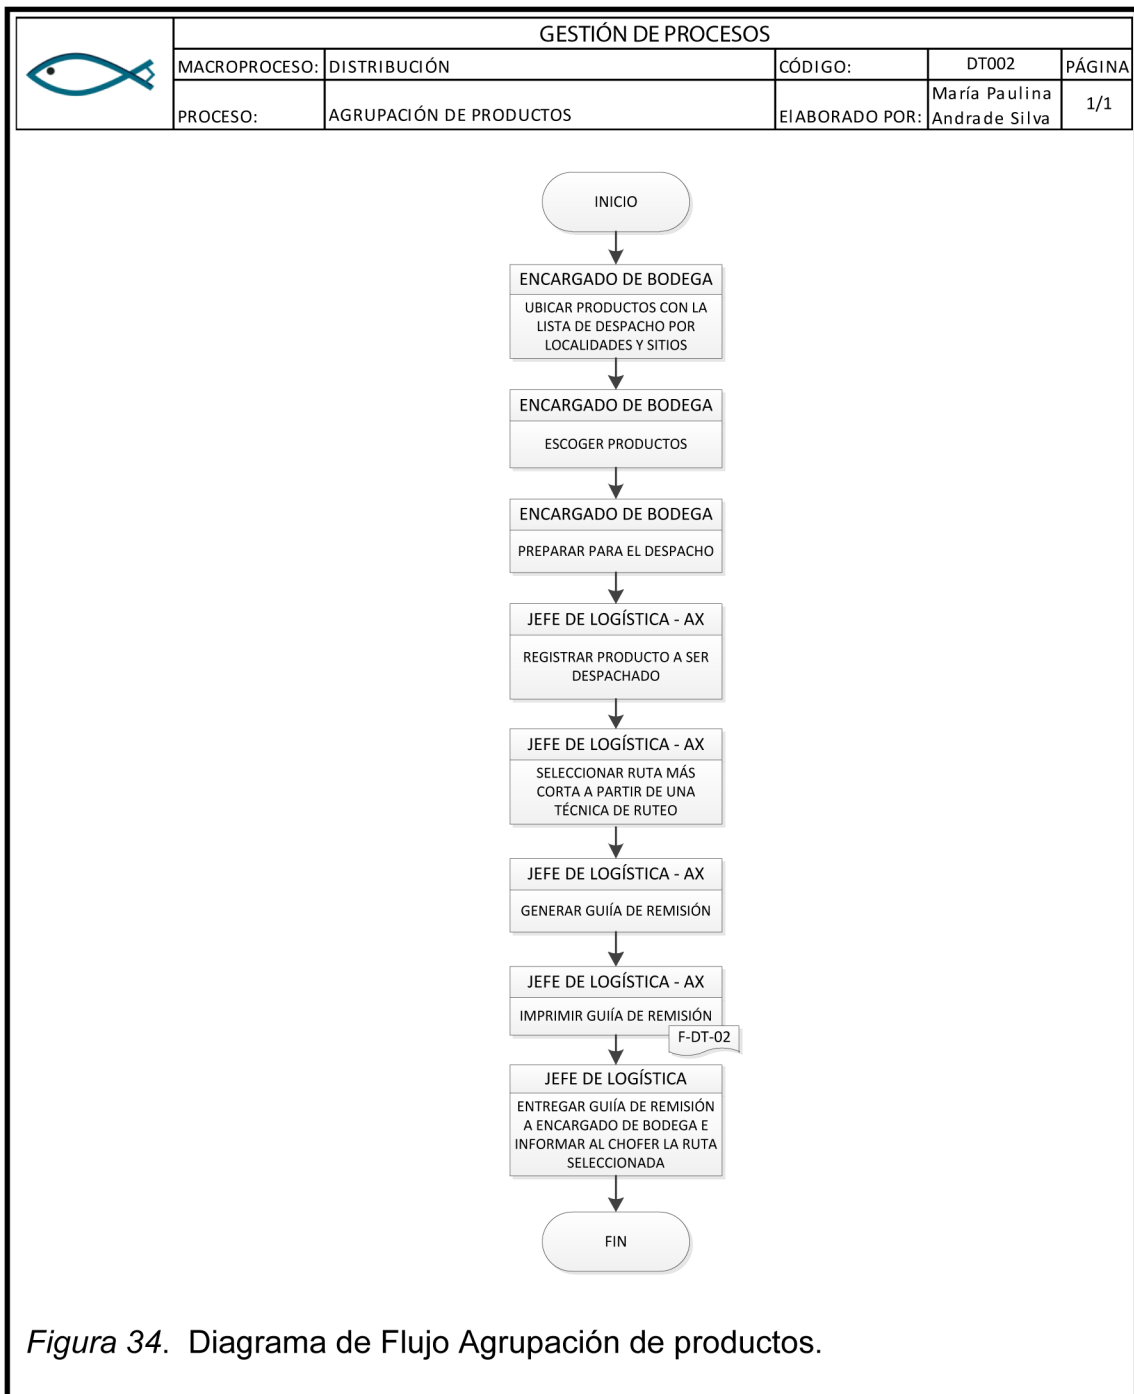 GESTIÓN DE PROCESOS
MACROPROCESO: DISTRIBUCIÓN CÓDIGO: DT002 PÁGINA
PROCESO: AGRUPACIÓN DE PRODUCTOS ElABORADO POR: María Paulina Andrade Silva 1/1
INICIO
ENCARGADO DE BODEGA
UBICAR PRODUCTOS CON LA
LISTA DE DESPACHO POR
LOCALIDADES Y SITIOS
ENCARGADO DE BODEGA
ESCOGER PRODUCTOS
ENCARGADO DE BODEGA
PREPARAR PARA EL DESPACHO
JEFE DE LOGÍSTICA - AX
REGISTRAR PRODUCTO A SER
DESPACHADO
JEFE DE LOGÍSTICA - AX
SELECCIONAR RUTA MÁS
CORTA A PARTIR DE UNA
TÉCNICA DE RUTEO
JEFE DE LOGÍSTICA - AX
GENERAR GUIÍA DE REMISIÓN
JEFE DE LOGÍSTICA - AX
IMPRIMIR GUIÍA DE REMISIÓN
F-DT-02
JEFE DE LOGÍSTICA
ENTREGAR GUIÍA DE REMISIÓN
A ENCARGADO DE BODEGA E
INFORMAR AL CHOFER LA RUTA
SELECCIONADA
FIN
Figura 34. Diagrama de Flujo Agrupación de productos.